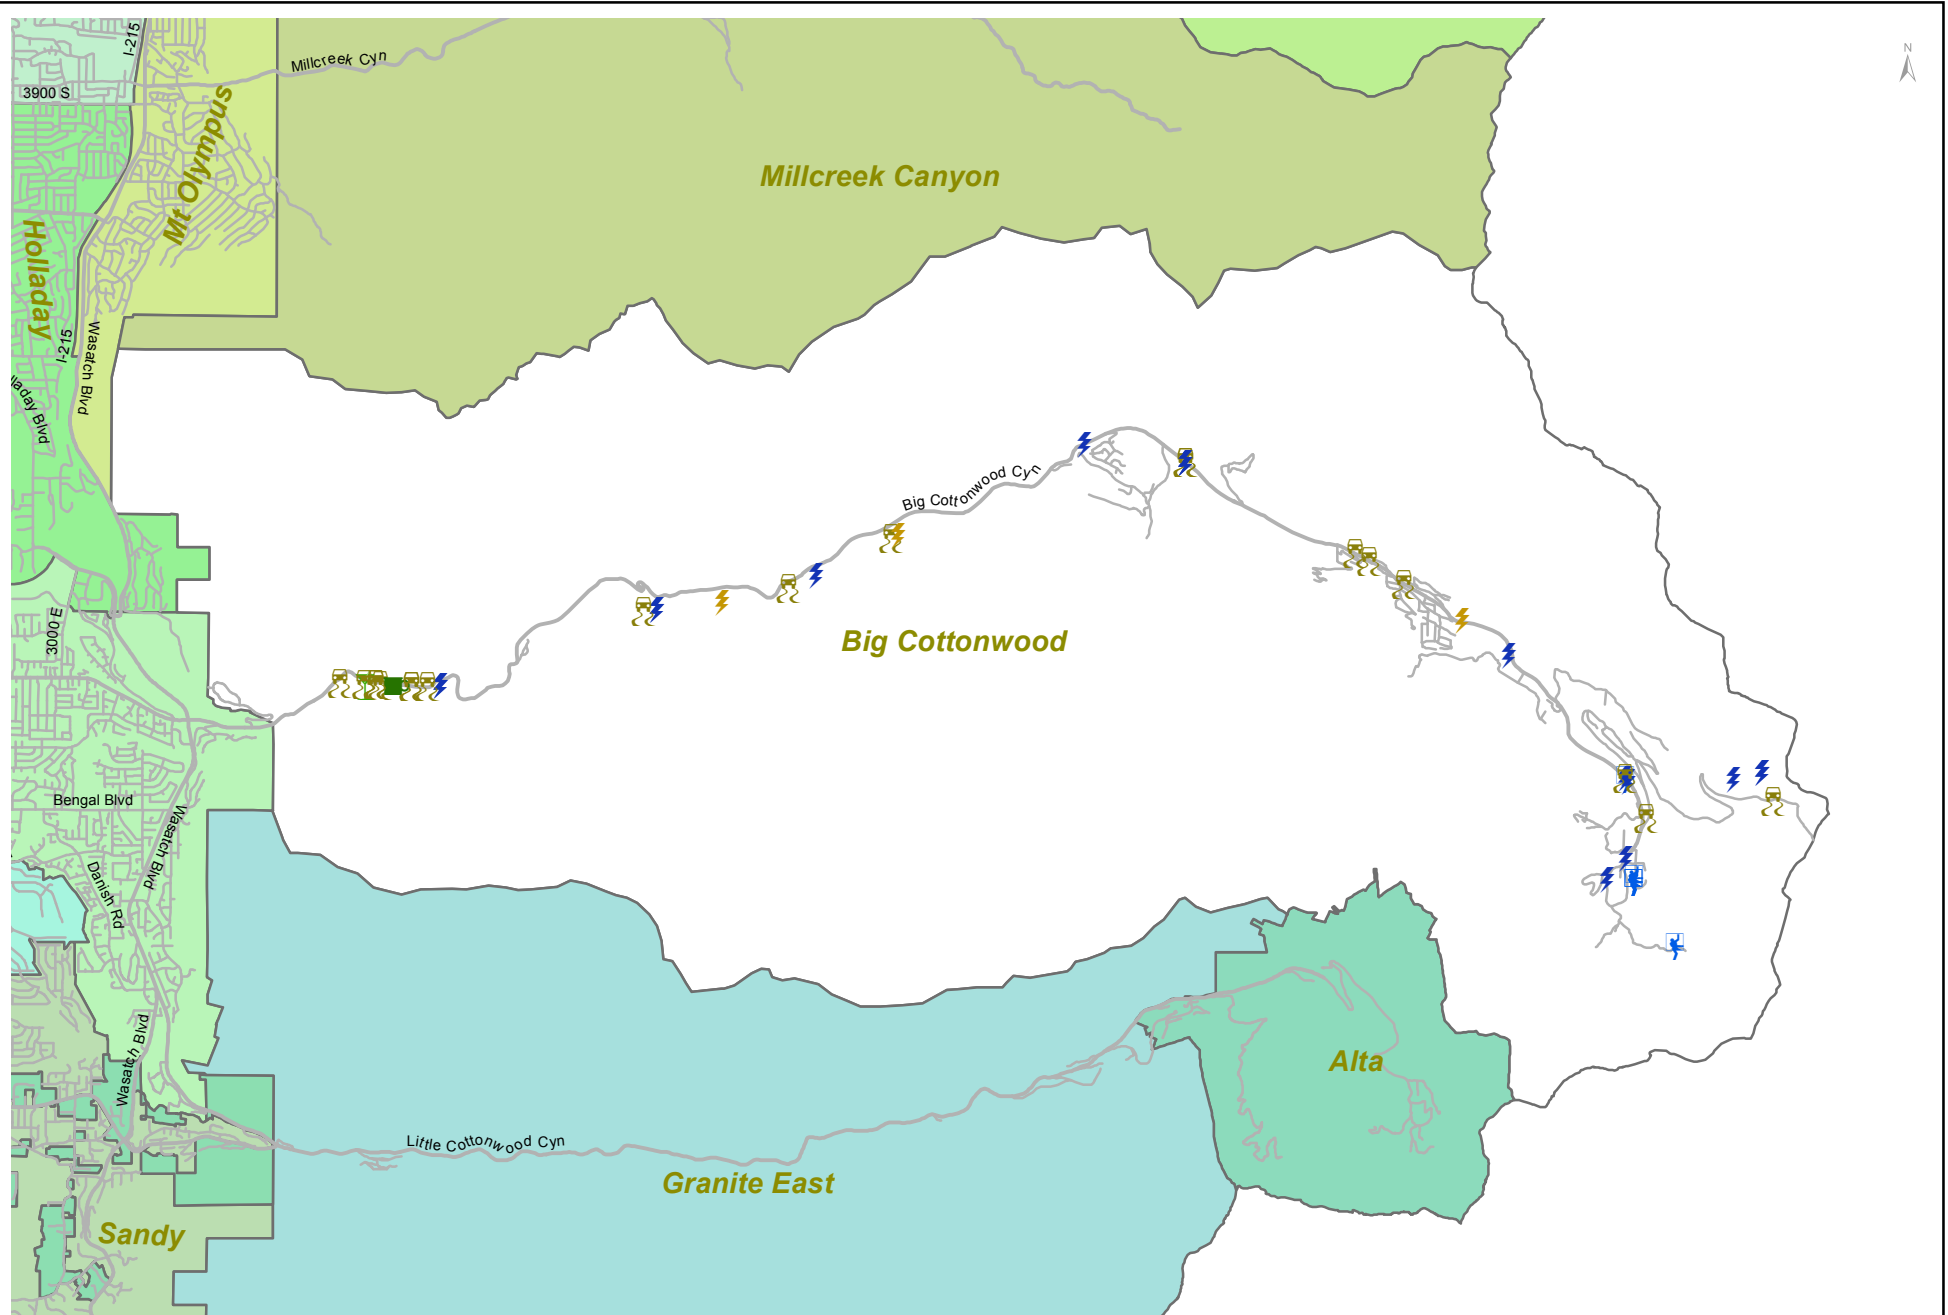 I-215
N
Millcreek Cyn
3900 S
Mt Olympus
Millcreek Canyon
Holladay
I-215
Wasatch Blvd
lladay Blvd
Big Cottonwood Cyn
3000 E
Big Cottonwood
Bengal Blvd
Wasatch Blvd
Danish Rd
Wasatch Blvd
Alta
Little Cottonwood Cyn
Granite East
Sandy